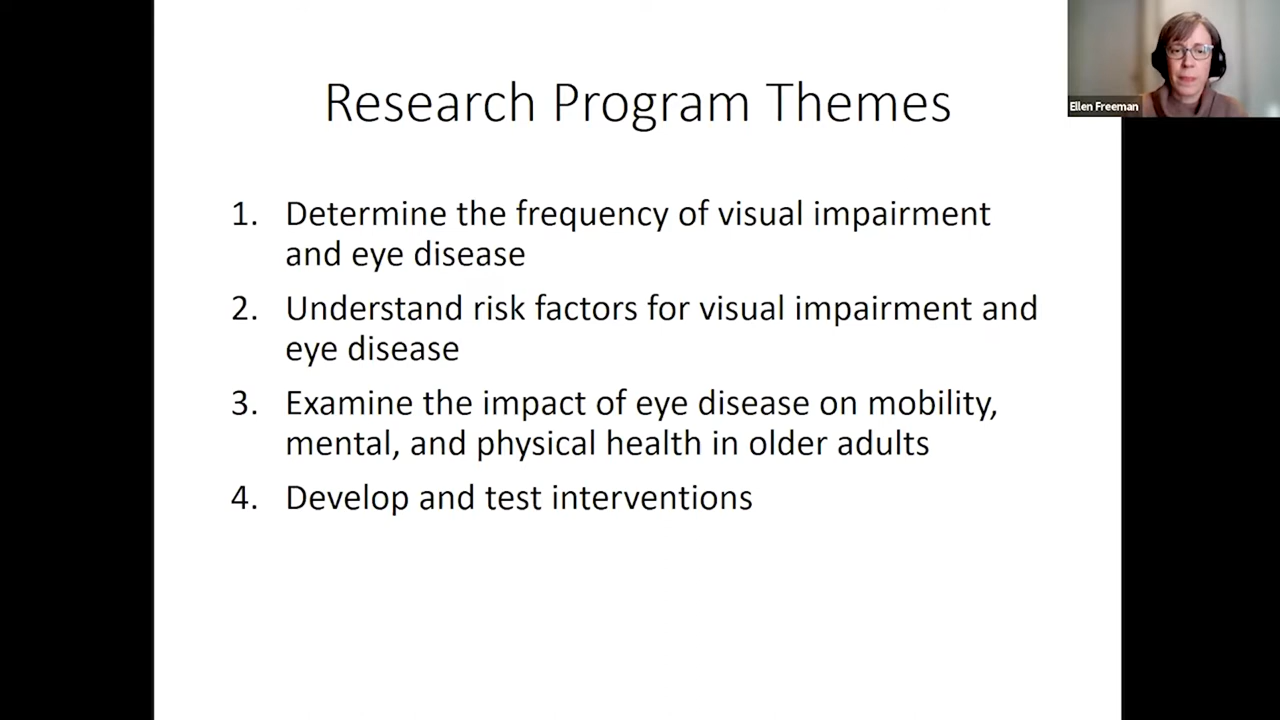 Research Program Themes
Ellen Freeman
1. Determine the frequency of visual impairment
and eye disease
2. Understand risk factors for visual impairment and
eye disease
3. Examine the impact of eye disease on mobility,
mental, and physical health in older adults
4. Develop and test interventions